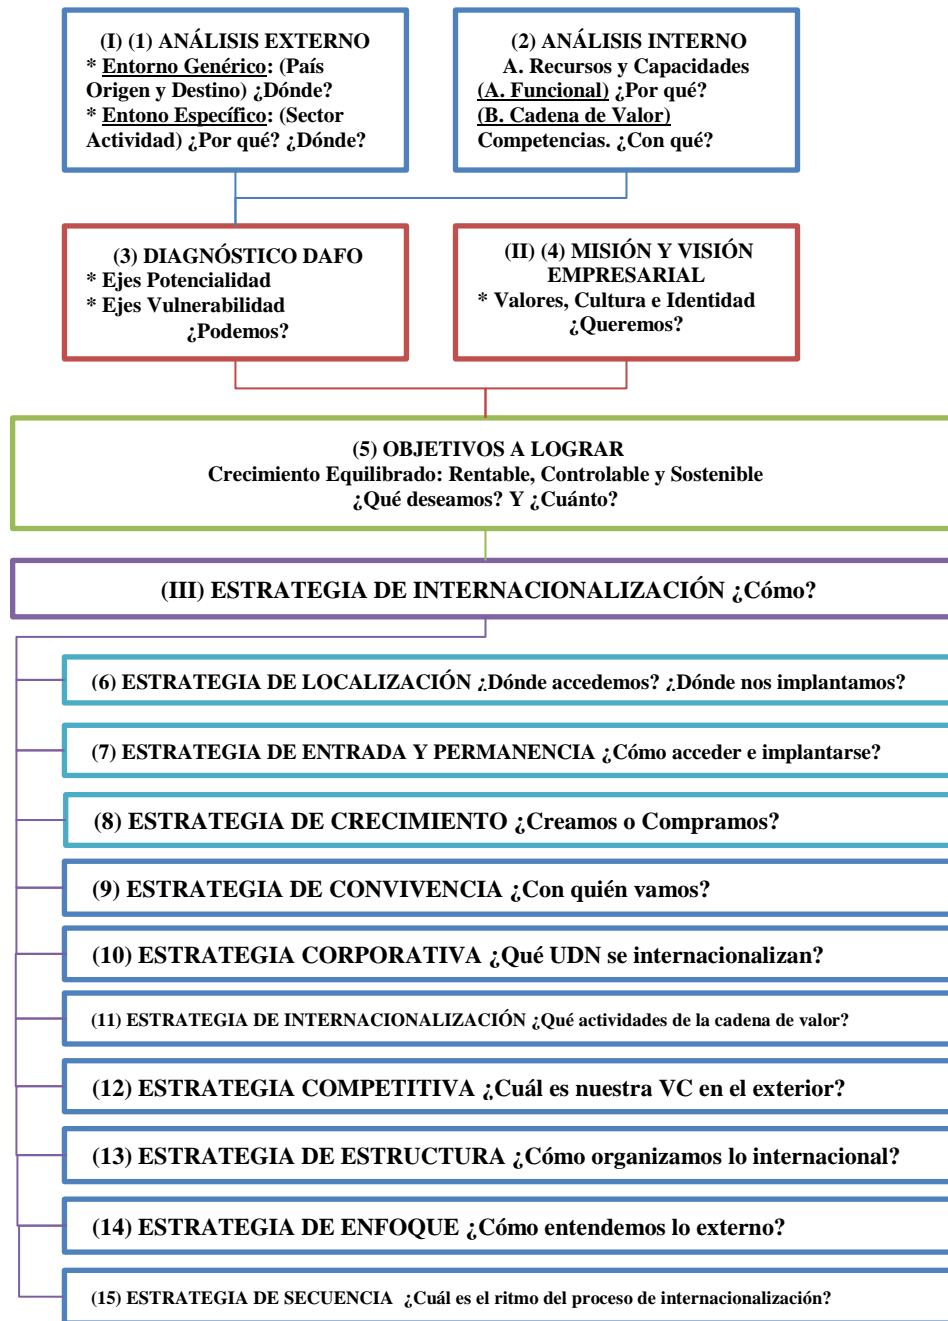 (I) (1) ANÁLISIS EXTERNO
* Entorno Genérico: (País
Origen y Destino) ¿Dónde?
* Entono Específico: (Sector
Actividad) ¿Por qué? ¿Dónde?
(2) ANÁLISIS INTERNO
A. Recursos y Capacidades
(A. Funcional) ¿Por qué?
(B. Cadena de Valor)
Competencias. ¿Con qué?
(3) DIAGNÓSTICO DAFO
* Ejes Potencialidad
* Ejes Vulnerabilidad
¿Podemos?
(II) (4) MISIÓN Y VISIÓN
EMPRESARIAL
* Valores, Cultura e Identidad
¿Queremos?
(5) OBJETIVOS A LOGRAR
Crecimiento Equilibrado: Rentable, Controlable y Sostenible
¿Qué deseamos? Y ¿Cuánto?
(III) ESTRATEGIA DE INTERNACIONALIZACIÓN ¿Cómo?
(6) ESTRATEGIA DE LOCALIZACIÓN ¿Dónde accedemos? ¿Dónde nos implantamos?
(7) ESTRATEGIA DE ENTRADA Y PERMANENCIA ¿Cómo acceder e implantarse?
(8) ESTRATEGIA DE CRECIMIENTO ¿Creamos o Compramos?
(9) ESTRATEGIA DE CONVIVENCIA ¿Con quién vamos?
(10) ESTRATEGIA CORPORATIVA ¿Qué UDN se internacionalizan?
(11) ESTRATEGIA DE INTERNACIONALIZACIÓN ¿Qué actividades de la cadena de valor?
(12) ESTRATEGIA COMPETITIVA ¿Cuál es nuestra VC en el exterior?
(13) ESTRATEGIA DE ESTRUCTURA ¿Cómo organizamos lo internacional?
(14) ESTRATEGIA DE ENFOQUE ¿Cómo entendemos lo externo?
(15) ESTRATEGIA DE SECUENCIA ¿Cuál es el ritmo del proceso de internacionalización?